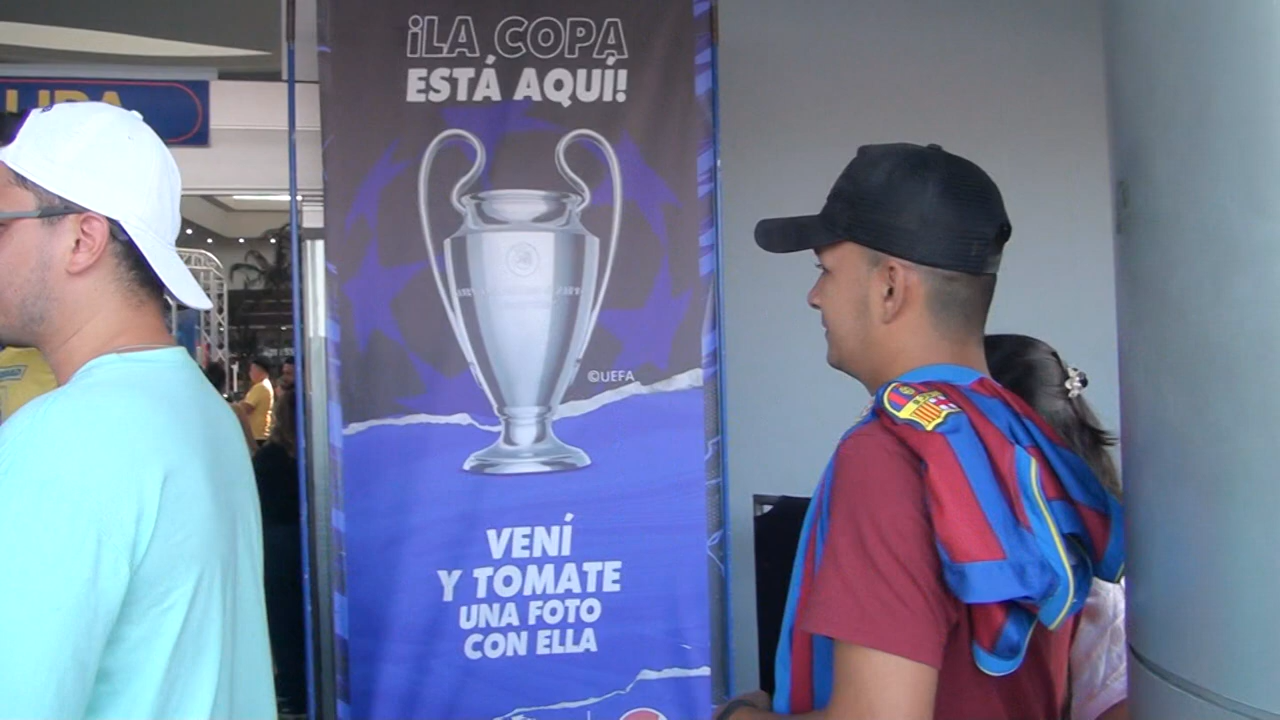 ¡LA COPA
ESTÁ AQUÍ!
©UEFA
VENÍ
Y TOMATE
UNA FOTO
CON ELLA